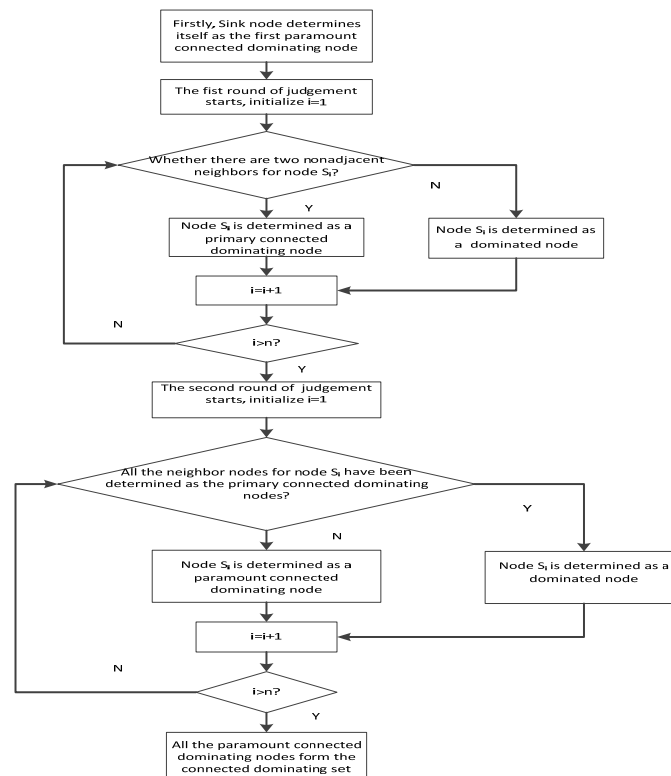 Firstly, Sink node determines
itself as the first paramount
connected dominating node
The fist round of judgement
starts, initialize i=1
Whether there are two nonadjacent
neighbors for node Sᵢ?
N
Y
Node Sᵢ is determined as a
primary connected
dominating node
Node Sᵢ is determined as
a dominated node
i=i+1
N
i>n?
Y
The second round of judgement
starts, initialize i=1
All the neighbor nodes for node Sᵢ have been
determined as the primary connected dominating
nodes?
Y
N
Node Sᵢ is determined as a
paramount connected
dominating node
Node Sᵢ is determined as a
dominated node
i=i+1
N
i>n?
Y
All the paramount connected
dominating nodes form the
connected dominating set